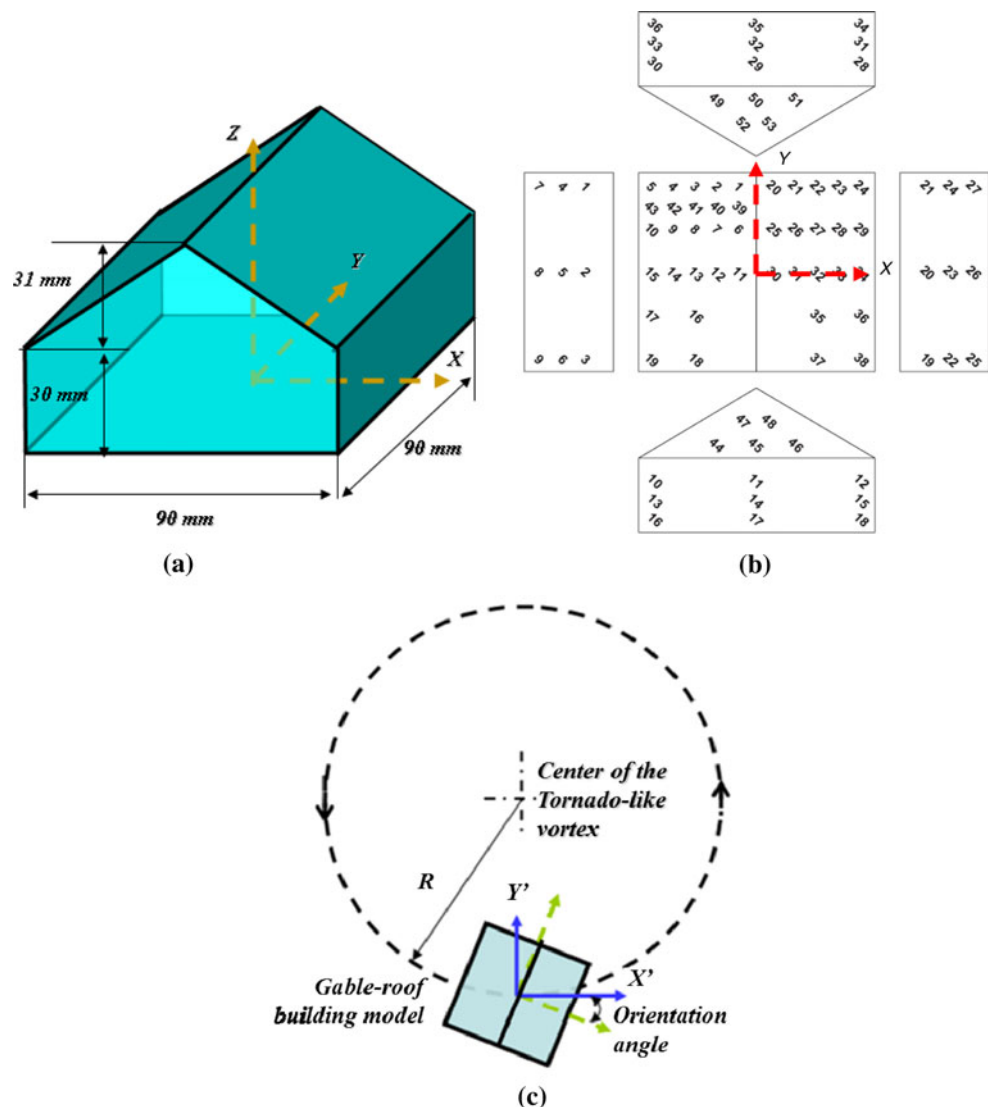 Z
31 mm
Y
X
30 mm
90 mm
90 mm
(a)
36 35 34
33 32 31
30 29 28
49 50 51
52 53
Y
7 4 1
5 4 3 2 1 20 21 22 23 24
21 24 27
43 42 41 40 39
10 9 8 7 6 25 26 27 28 29
8 5 2
15 14 13 12 11 30 31 32 33 34
X
20 23 26
17 16 35 36
9 6 3
19 18 37 38
19 22 25
47 48
44 45 46
10 11 12
13 14 15
16 17 18
(b)
Center of the
Tornado-like
vortex
R
Y'
X'
Gable-roof
building model
Orientation
angle
(c)